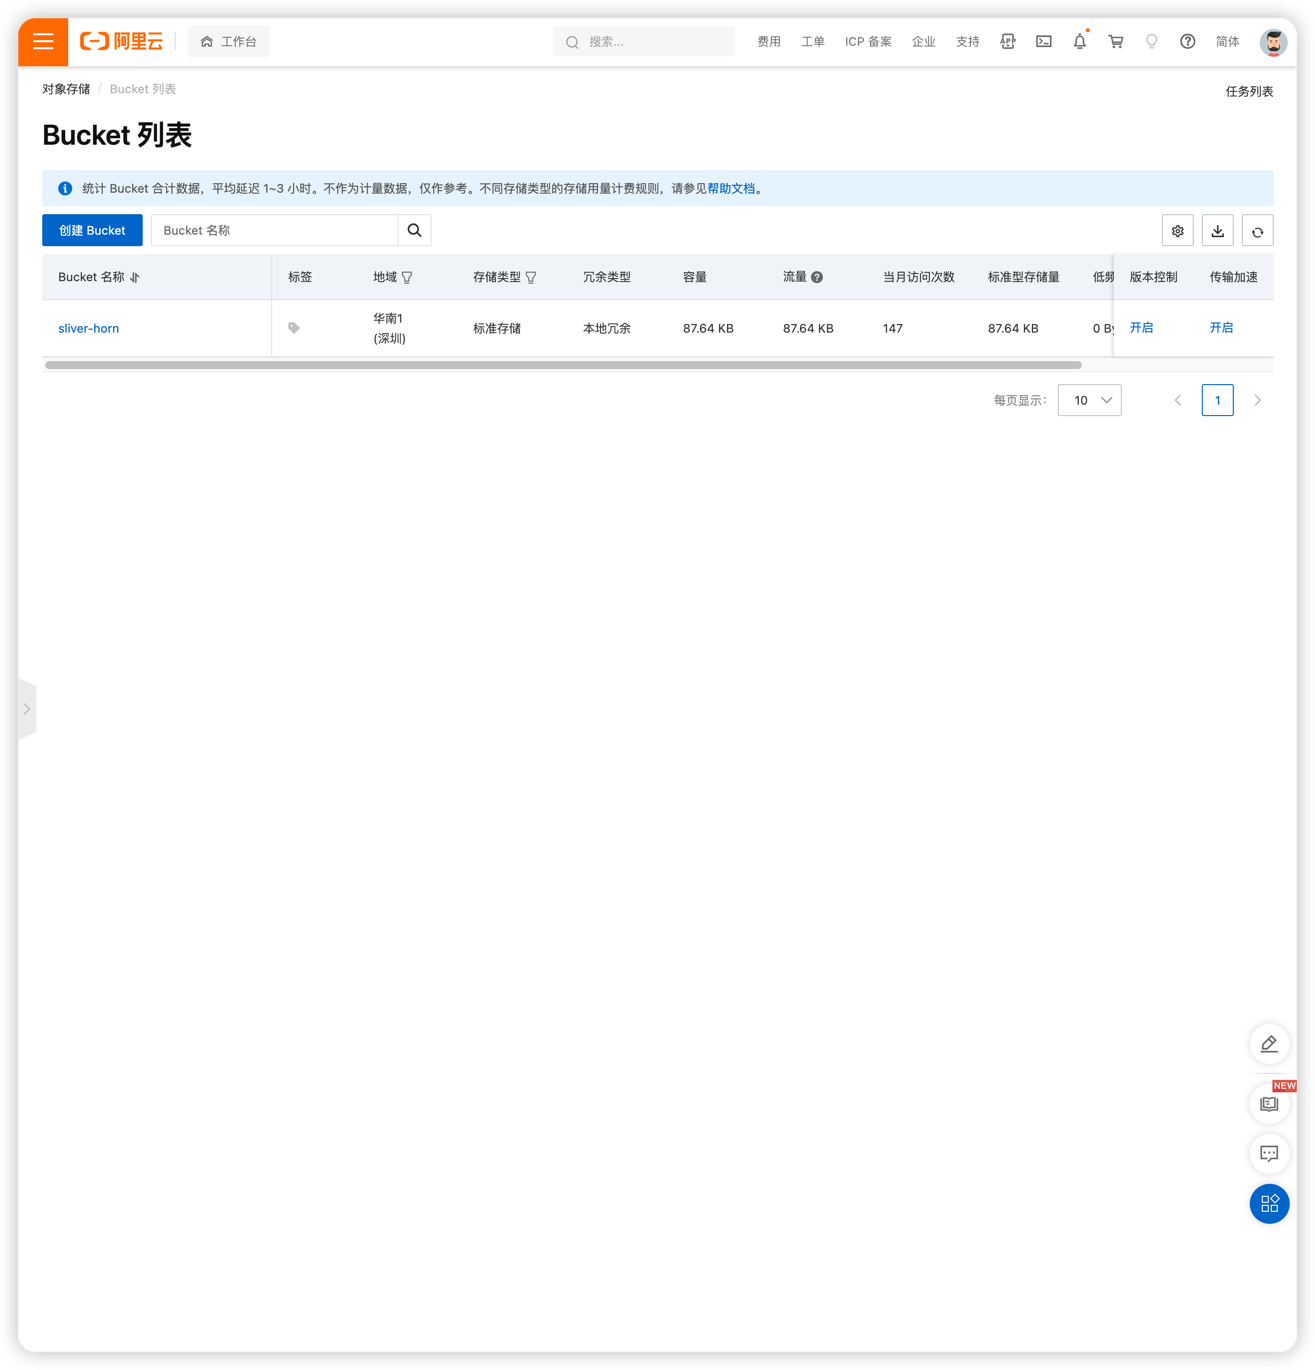 阿里云
工作台
搜索...
费用
工单
ICP 备案
企业
支持
简体
对象存储 / Bucket 列表
任务列表
Bucket 列表
统计 Bucket 合计数据，平均延迟 1~3 小时。不作为计量数据，仅作参考。不同存储类型的存储用量计费规则，请参见帮助文档。
创建 Bucket
Bucket 名称
Bucket 名称 标签 地域 存储类型 冗余类型 容量 流量 当月访问次数 标准型存储量 低频 版本控制 传输加速
sliver-horn 华南1 (深圳) 标准存储 本地冗余 87.64 KB 87.64 KB 147 87.64 KB 0 By 开启 开启
每页显示： 10 1
NEW